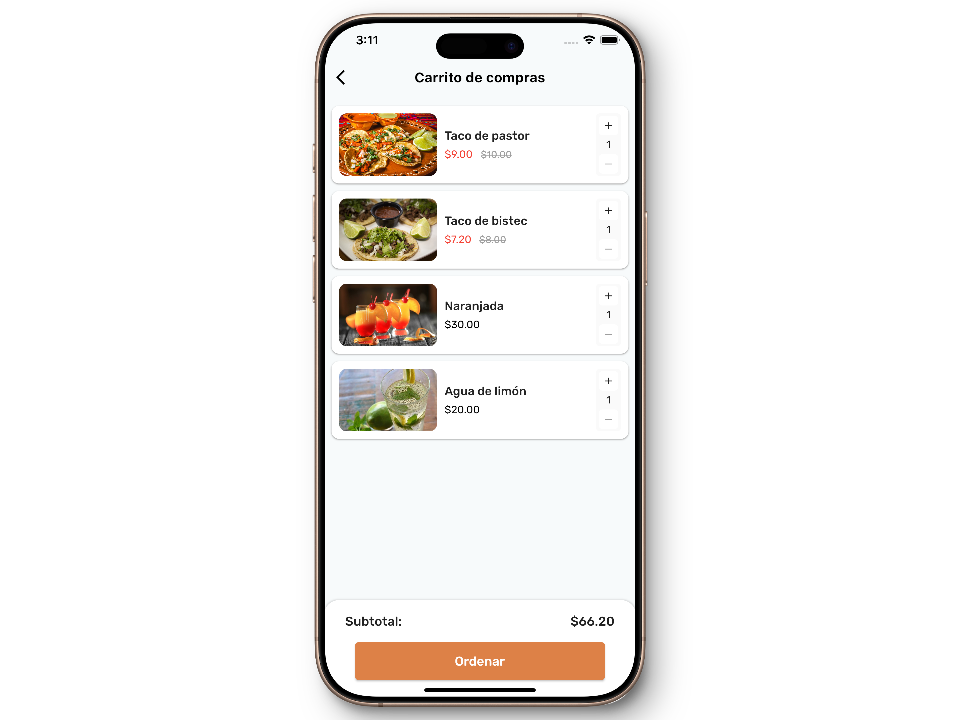 3:11
Carrito de compras
Taco de pastor
$9.00 $10.00
+
1
−
Taco de bistec
$7.20 $8.00
+
1
−
Naranjada
$30.00
+
1
−
Agua de limón
$20.00
+
1
−
Subtotal: $66.20
Ordenar